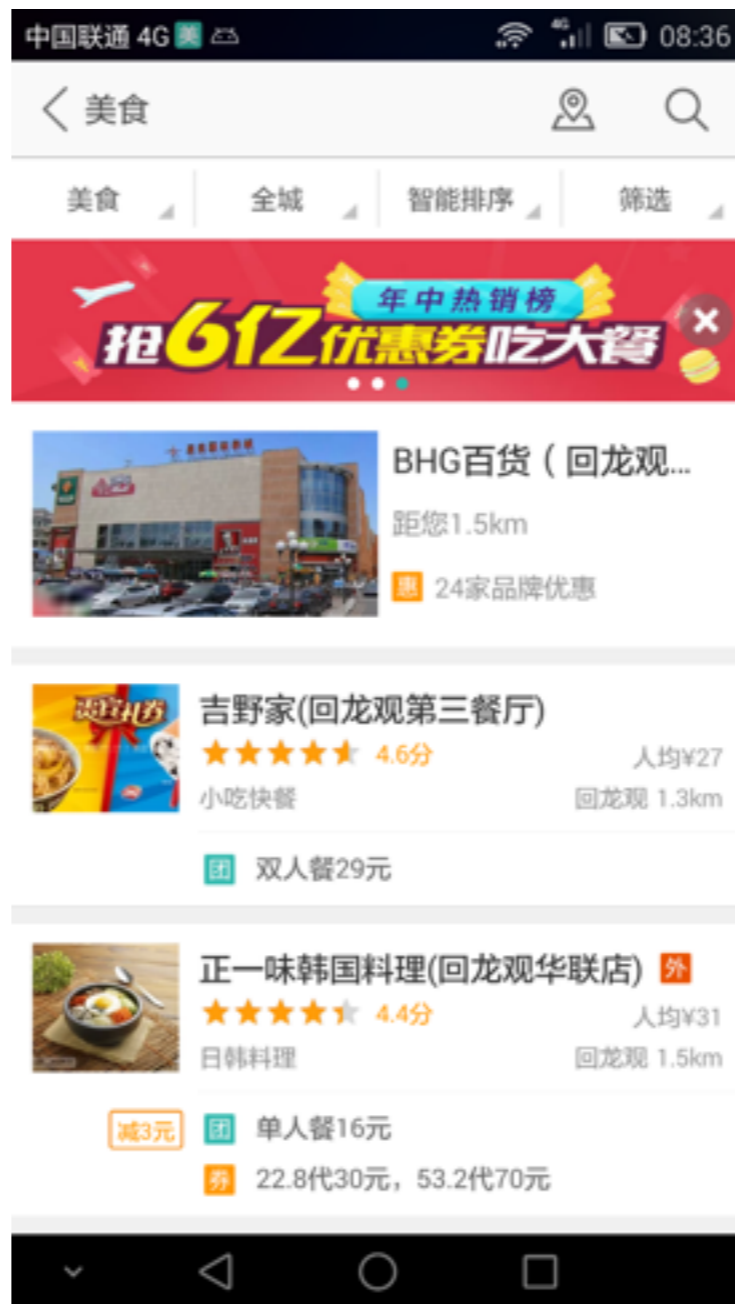 中国联通 4G 美 4G 08:36
美食
美食 全城 智能排序 筛选
年中热销榜
抢6亿优惠券吃大餐
BHG百货（回龙观...
距您1.5km
惠 24家品牌优惠
吉野家(回龙观第三餐厅)
4.6分 人均¥27
小吃快餐 回龙观 1.3km
团 双人餐29元
正一味韩国料理(回龙观华联店) 外
4.4分 人均¥31
日韩料理 回龙观 1.5km
减3元 团 单人餐16元
券 22.8代30元，53.2代70元